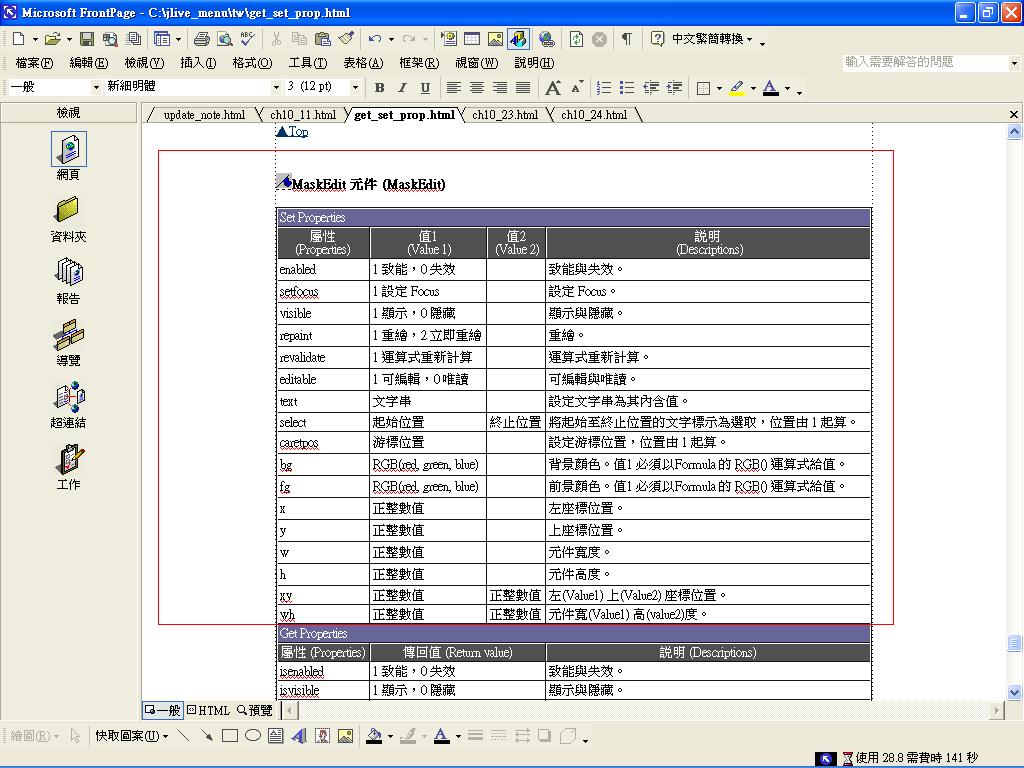 Microsoft FrontPage - C:\jlive_menu\tw\get_set_prop.html
中文繁簡轉換
檔案(F) 編輯(E) 檢視(V) 插入(I) 格式(O) 工具(T) 表格(A) 框架(R) 視窗(W) 說明(H) 輸入需要解答的問題
一般 新細明體 3 (12 pt) B I U A A A
檢視 update_note.html ch10_11.html get_set_prop.html ch10_23.html ch10_24.html
Top
網頁
資料夾
報告
導覽
超連結
工作
MaskEdit 元件 (MaskEdit)
Set Properties
屬性 值1 值2 說明
(Properties) (Value 1) (Value 2) (Descriptions)
enabled 1 致能，0 失效 致能與失效。
setfocus 1 設定 Focus 設定 Focus。
visible 1 顯示，0 隱藏 顯示與隱藏。
repaint 1 重繪，2 立即重繪 重繪。
revalidate 1 運算式重新計算 運算式重新計算。
editable 1 可編輯，0 唯讀 可編輯與唯讀。
text 文字串 設定文字串為其內含值。
select 起始位置 終止位置 將起始至終止位置的文字標示為選取，位置由 1 起算。
caretpos 游標位置 設定游標位置，位置由 1 起算。
bg RGB(red, green, blue) 背景顏色。值1 必須以Formula 的 RGB() 運算式給值。
fg RGB(red, green, blue) 前景顏色。值1 必須以Formula 的 RGB() 運算式給值。
x 正整數值 左座標位置。
y 正整數值 上座標位置。
w 正整數值 元件寬度。
h 正整數值 元件高度。
xy 正整數值 正整數值 左(Value1) 上(Value2) 座標位置。
wh 正整數值 正整數值 元件寬(Value1) 高(value2)度。
Get Properties
屬性 (Properties) 傳回值 (Return value) 說明 (Descriptions)
isenabled 1 致能，0 失效 致能與失效。
isvisible 1 顯示，0 隱藏 顯示與隱藏。
一般 HTML 預覽
繪圖(R) 快取圖案(U) A
使用 28.8 需費時 141 秒